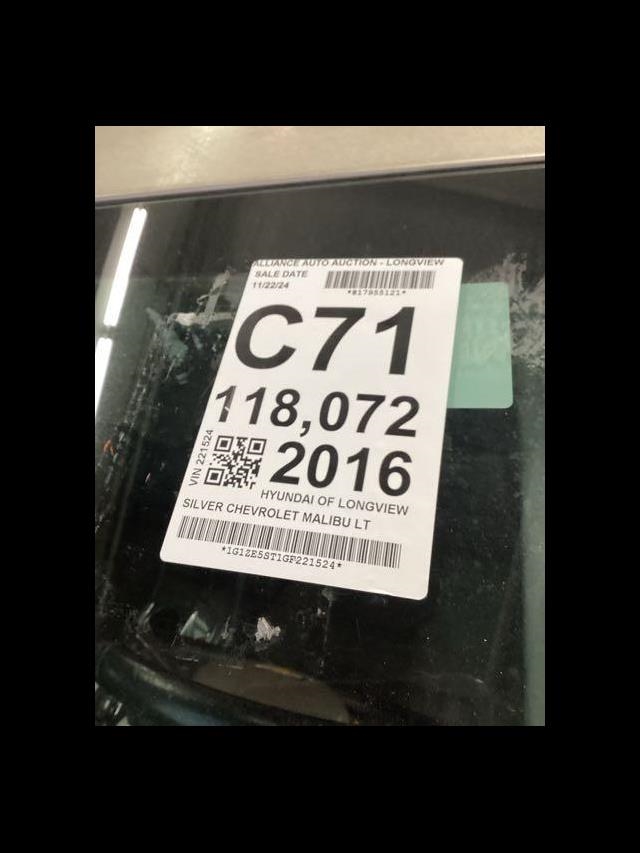 ALLIANCE AUTO AUCTION - LONGVIEW
SALE DATE
11/22/24
*#17955121*
C71
118,072
VIN 221524
2016
HYUNDAI OF LONGVIEW
SILVER CHEVROLET MALIBU LT
*1G1ZE5ST1GF221524*